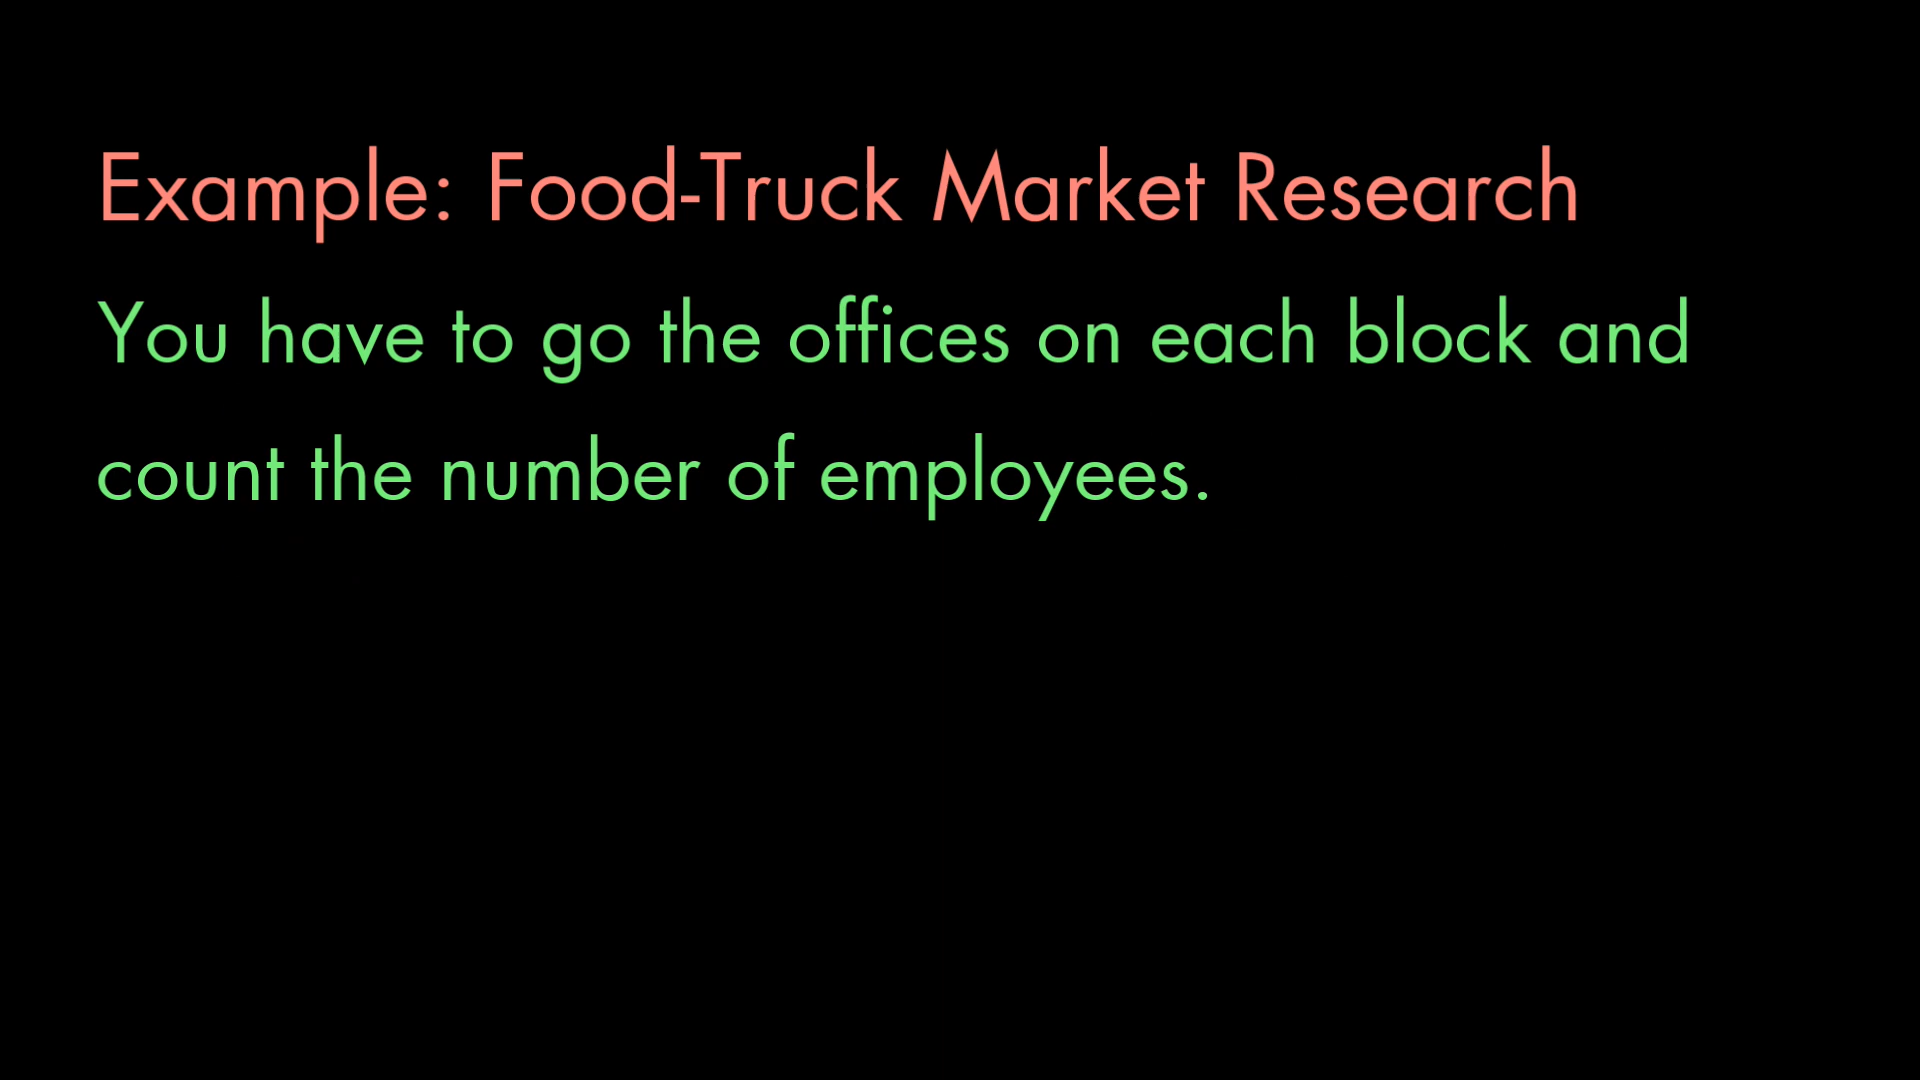 Example: Food-Truck Market Research
You have to go the offices on each block and
count the number of employees.